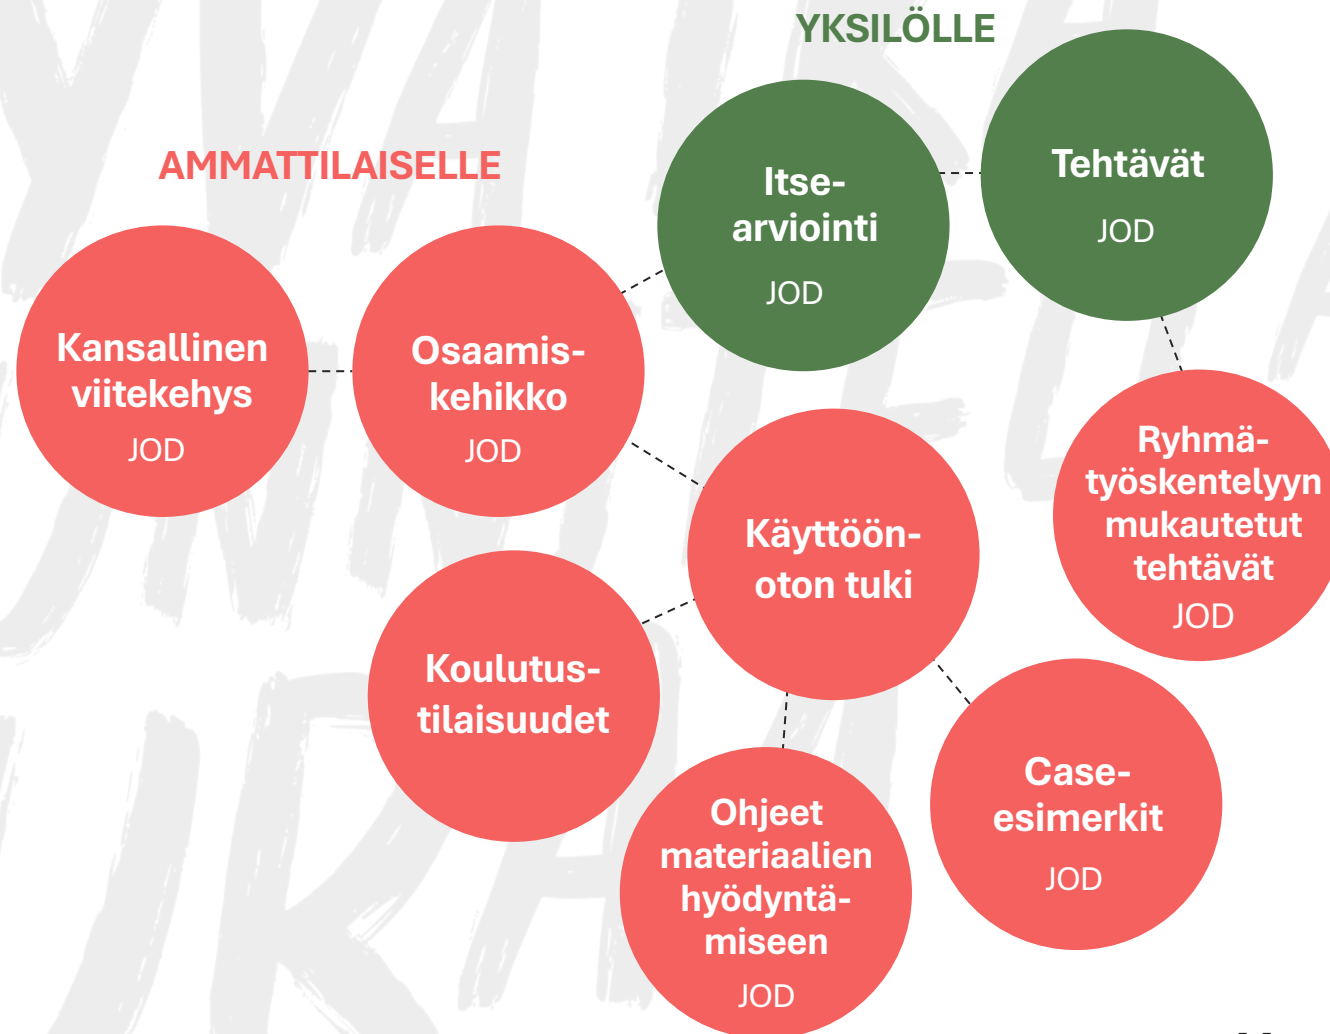 YKSILÖLLE
AMMATTILAISELLE
Itse-
arviointi
JOD
Tehtävät
JOD
Kansallinen
viitekehys
JOD
Osaamis-
kehikko
JOD
Ryhmä-
työskentelyyn
mukautetut
tehtävät
JOD
Käyttöön-
oton tuki
Koulutus-
tilaisuudet
Case-
esimerkit
JOD
Ohjeet
materiaalien
hyödyntä-
miseen
JOD